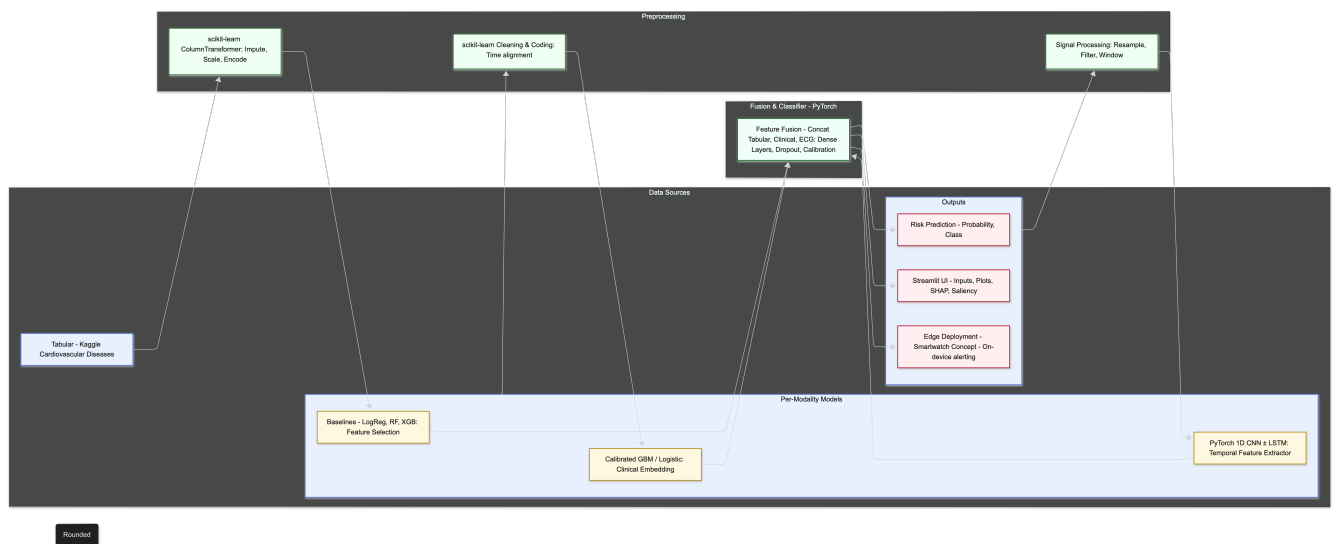 Preprocessing
scikit-learn
ColumnTransformer: Impute,
Scale, Encode
scikit-learn Cleaning & Coding:
Time alignment
Signal Processing: Resample,
Filter, Window
Fusion & Classifier - PyTorch
Feature Fusion - Concat
Tabular, Clinical, ECG: Dense
Layers, Dropout, Calibration
Data Sources
Outputs
Risk Prediction - Probability,
Class
Streamlit UI - Inputs, Plots,
SHAP, Saliency
Edge Deployment -
Smartwatch Concept - On-
device alerting
Tabular - Kaggle
Cardiovascular Diseases
Per-Modality Models
Baselines - LogReg, RF, XGB:
Feature Selection
Calibrated GBM / Logistic:
Clinical Embedding
PyTorch 1D CNN ± LSTM:
Temporal Feature Extractor
Rounded